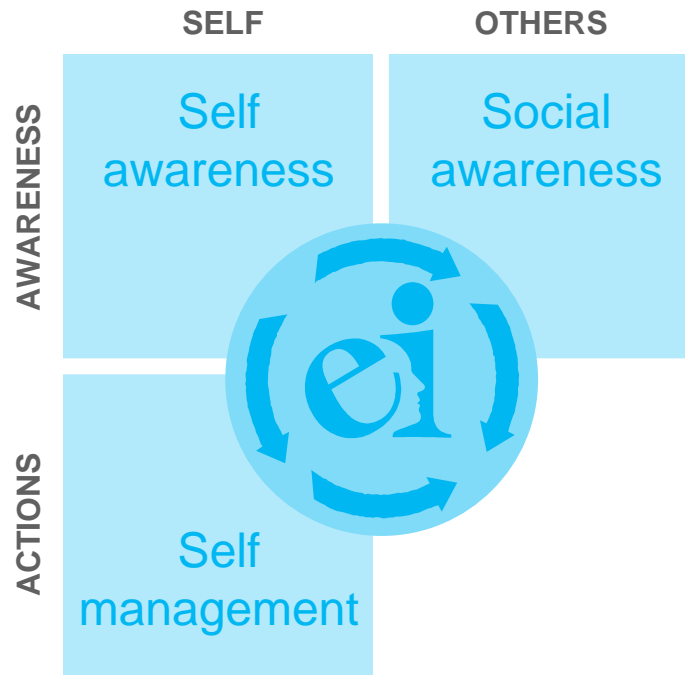 SELF
OTHERS
AWARENESS
Self
awareness
Social
awareness
ei
ACTIONS
Self
management